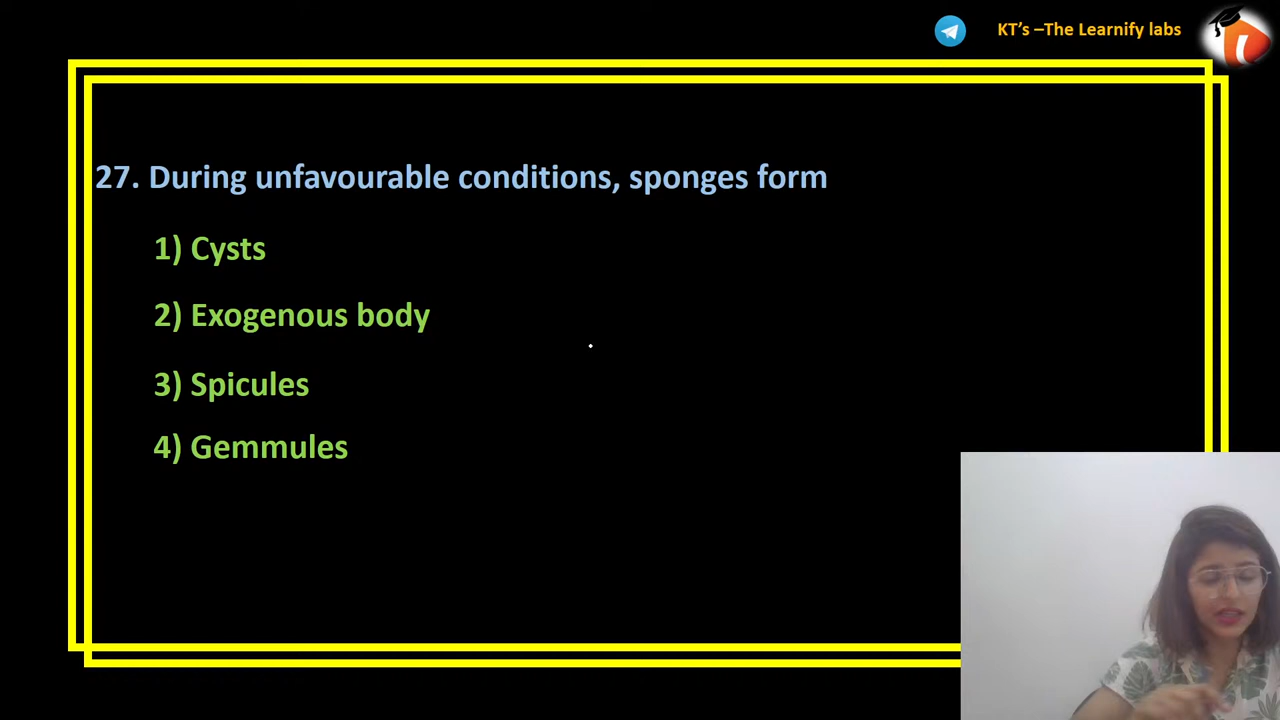 KT’s –The Learnify labs
27. During unfavourable conditions, sponges form
1) Cysts
2) Exogenous body
3) Spicules
4) Gemmules